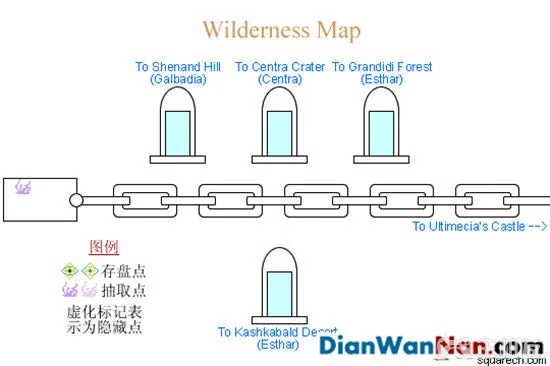 Wilderness Map
To Shenand Hill
(Galbadia)
To Centra Crater
(Centra)
To Grandidi Forest
(Esthar)
To Ultimecia's Castle -->
图例
存盘点
抽取点
虚化标记表
示为隐藏点
To Kashkabald Desert
(Esthar)
DianWanNan.com
squarecn.com